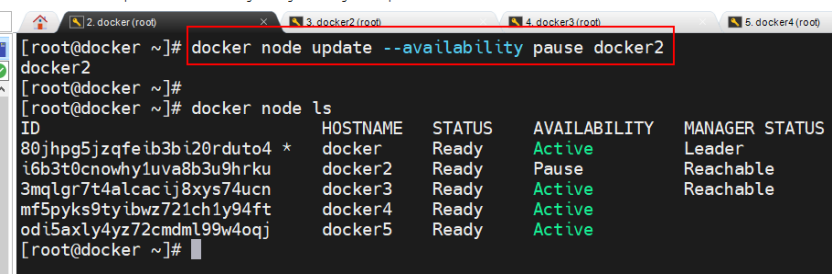 2. docker (root)
3. docker2 (root)
4. docker3 (root)
5. docker4 (root)
[root@docker ~]# docker node update --availability pause docker2
docker2
[root@docker ~]#
[root@docker ~]# docker node ls
ID HOSTNAME STATUS AVAILABILITY MANAGER STATUS
80jhpg5jzqfeib3bi20rduto4 * docker Ready Active Leader
i6b3t0cnowhy1uva8b3u9hrku docker2 Ready Pause Reachable
3mqlgr7t4alcacij8xys74ucn docker3 Ready Active Reachable
mf5pyks9tyibwz721ch1y94ft docker4 Ready Active
odi5axly4yz72cmdml99w4oqj docker5 Ready Active
[root@docker ~]#